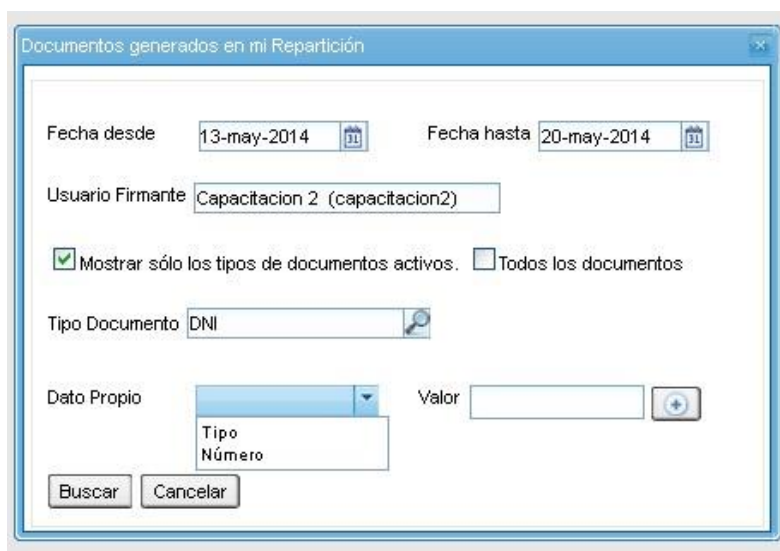 Documentos generados en mi Repartición
Fecha desde 13-may-2014 31 Fecha hasta 20-may-2014 31
Usuario Firmante Capacitacion 2 (capacitacion2)
Mostrar sólo los tipos de documentos activos. Todos los documentos
Tipo Documento DNI
Dato Propio Valor
Tipo
Número
Buscar Cancelar